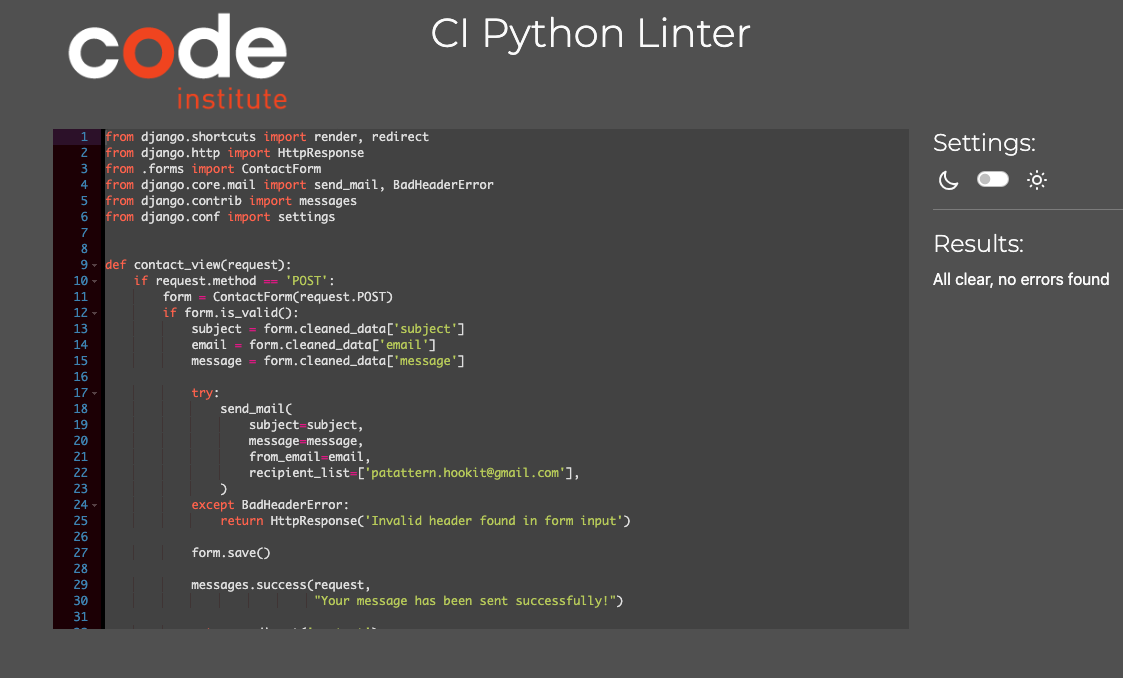 code
institute
CI Python Linter
1 from django.shortcuts import render, redirect
2 from django.http import HttpResponse
3 from .forms import ContactForm
4 from django.core.mail import send_mail, BadHeaderError
5 from django.contrib import messages
6 from django.conf import settings
7
8
9 def contact_view(request):
10 if request.method == 'POST':
11 form = ContactForm(request.POST)
12 if form.is_valid():
13 subject = form.cleaned_data['subject']
14 email = form.cleaned_data['email']
15 message = form.cleaned_data['message']
16
17 try:
18 send_mail(
19 subject=subject,
20 message=message,
21 from_email=email,
22 recipient_list=['patattern.hookit@gmail.com'],
23 )
24 except BadHeaderError:
25 return HttpResponse('Invalid header found in form input')
26
27 form.save()
28
29 messages.success(request,
30 "Your message has been sent successfully!")
31
Settings:
Results:
All clear, no errors found